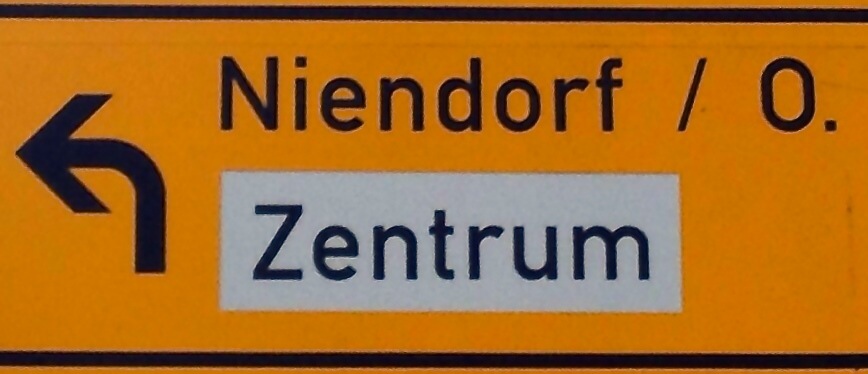 Niendorf / O.
Zentrum